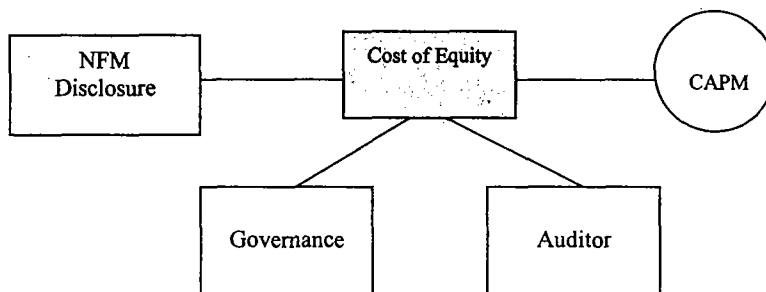 NFM
Disclosure
Cost of Equity
CAPM
Governance
Auditor